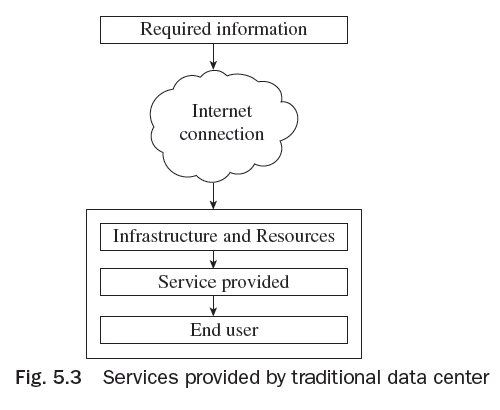 Required information
Internet
connection
Infrastructure and Resources
Service provided
End user
Fig. 5.3 Services provided by traditional data center